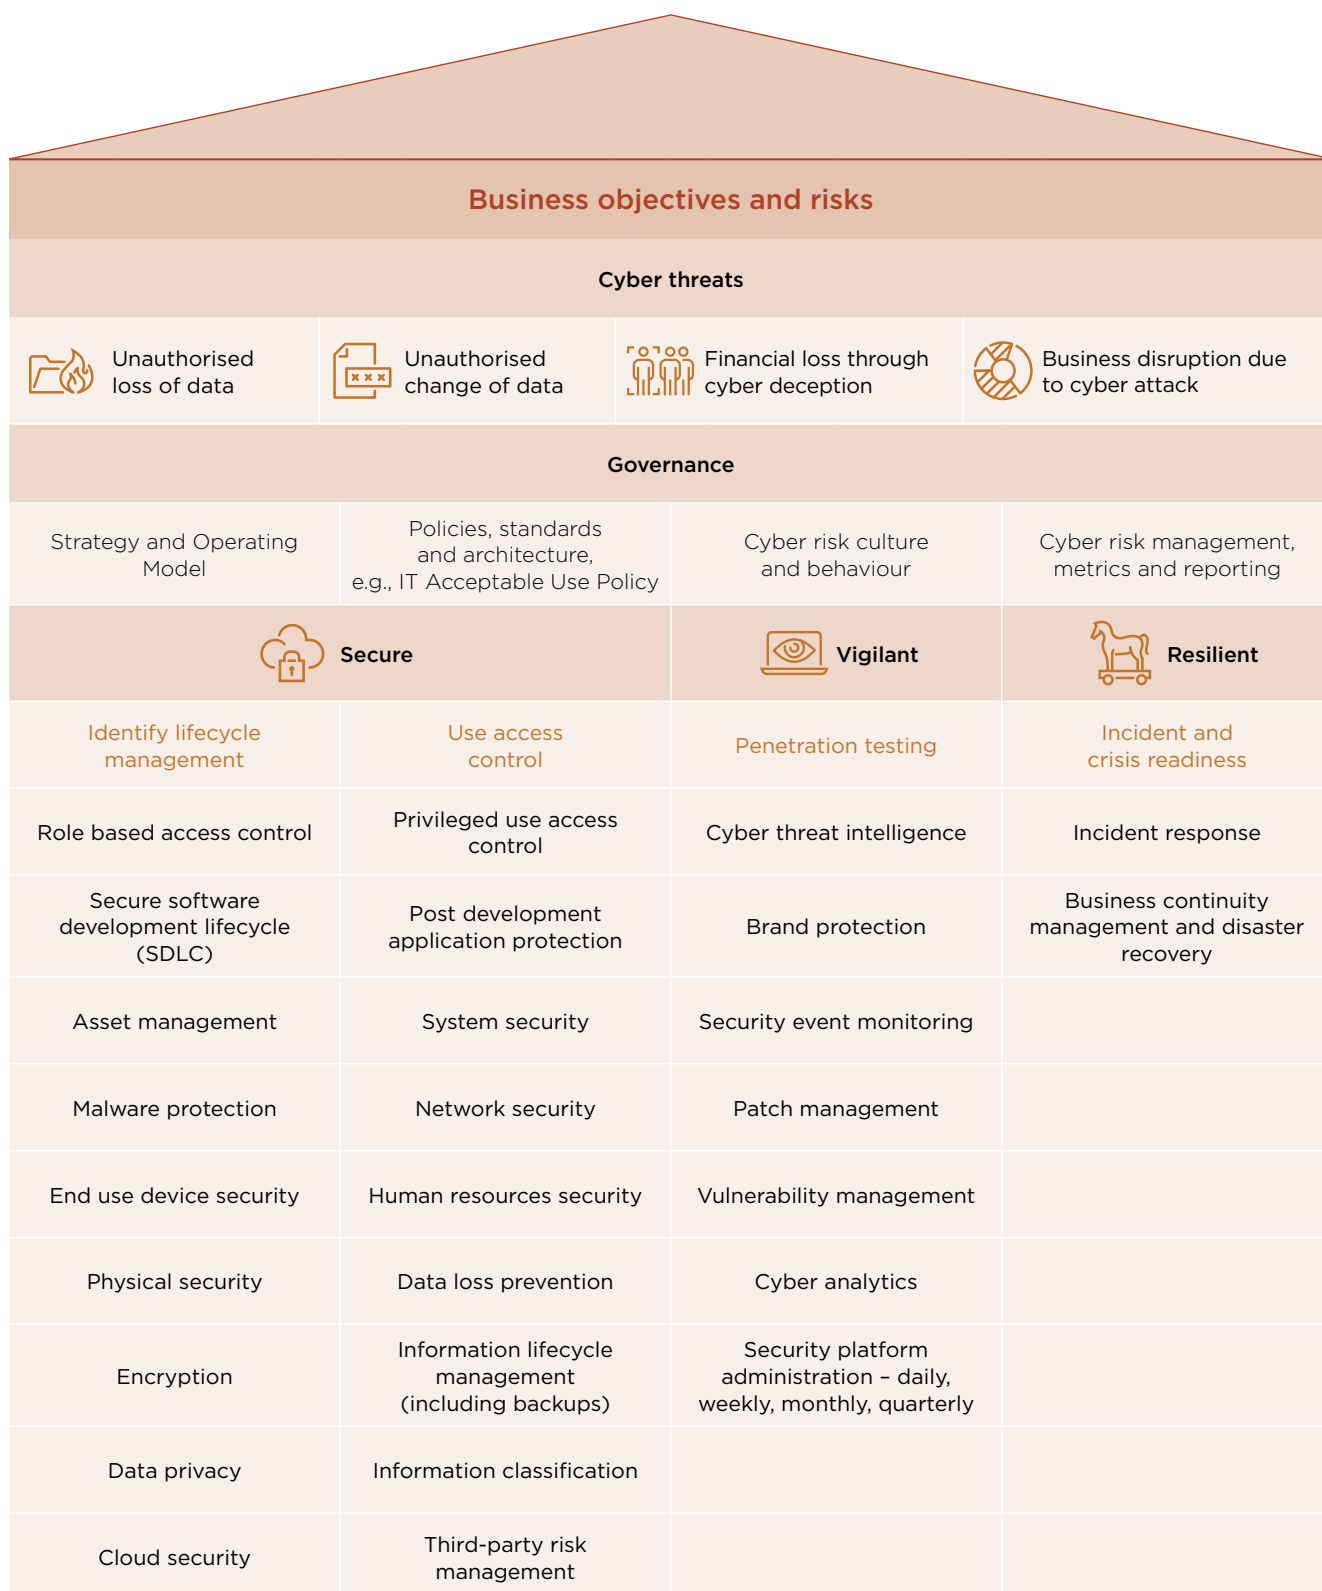 Business objectives and risks
Cyber threats
Unauthorised
loss of data
Unauthorised
change of data
Financial loss through
cyber deception
Business disruption due
to cyber attack
Governance
Strategy and Operating
Model
Policies, standards
and architecture,
e.g., IT Acceptable Use Policy
Cyber risk culture
and behaviour
Cyber risk management,
metrics and reporting
Secure
Vigilant
Resilient
Identify lifecycle
management
Use access
control
Penetration testing
Incident and
crisis readiness
Role based access control
Privileged use access
control
Cyber threat intelligence
Incident response
Secure software
development lifecycle
(SDLC)
Post development
application protection
Brand protection
Business continuity
management and disaster
recovery
Asset management
System security
Security event monitoring
Malware protection
Network security
Patch management
End use device security
Human resources security
Vulnerability management
Physical security
Data loss prevention
Cyber analytics
Encryption
Information lifecycle
management
(including backups)
Security platform
administration – daily,
weekly, monthly, quarterly
Data privacy
Information classification
Cloud security
Third-party risk
management